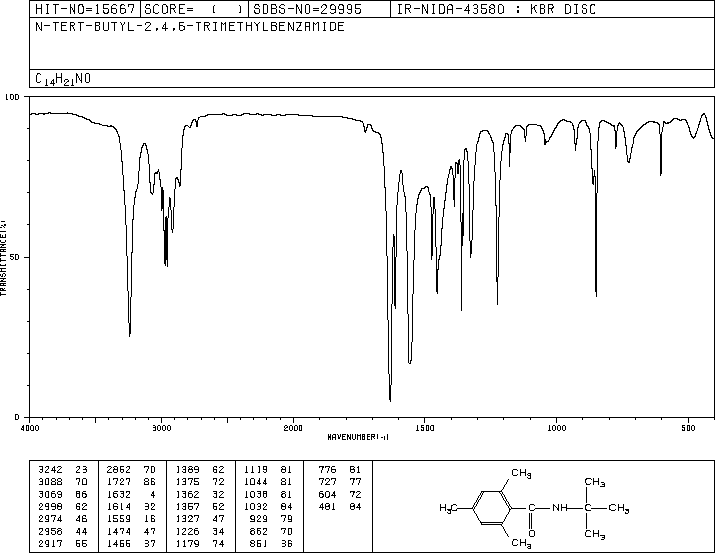 HIT-NO=15667 SCORE= ( ) SDBS-NO=29995 IR-NIDA-43580 : KBR DISC
N-TERT-BUTYL-2,4,6-TRIMETHYLBENZAMIDE
C14H21NO
100
50
0
TRANSMITTANCE(%)
4000 3000 2000 1500 1000 500
WAVENUMBER(-1)
3242 23 2862 70 1389 62 1119 81 776 81
3088 70 1727 86 1375 72 1044 81 727 77
3069 66 1632 4 1362 32 1038 81 604 72
2998 62 1614 32 1357 52 1032 84 481 84
2974 46 1559 16 1327 47 929 79
2956 44 1474 47 1226 34 862 70
2917 55 1456 37 1179 74 851 36
CH3
CH3
H3C C NH C CH3
O CH3
CH3